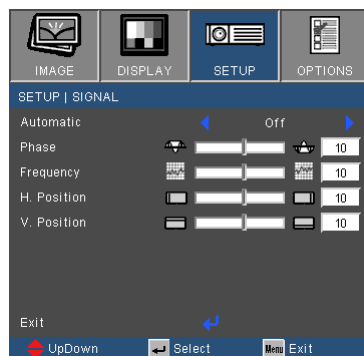 IMAGE DISPLAY SETUP OPTIONS
SETUP | SIGNAL
Automatic Off
Phase 10
Frequency 10
H. Position 10
V. Position 10
Exit
UpDown Select Menu Exit